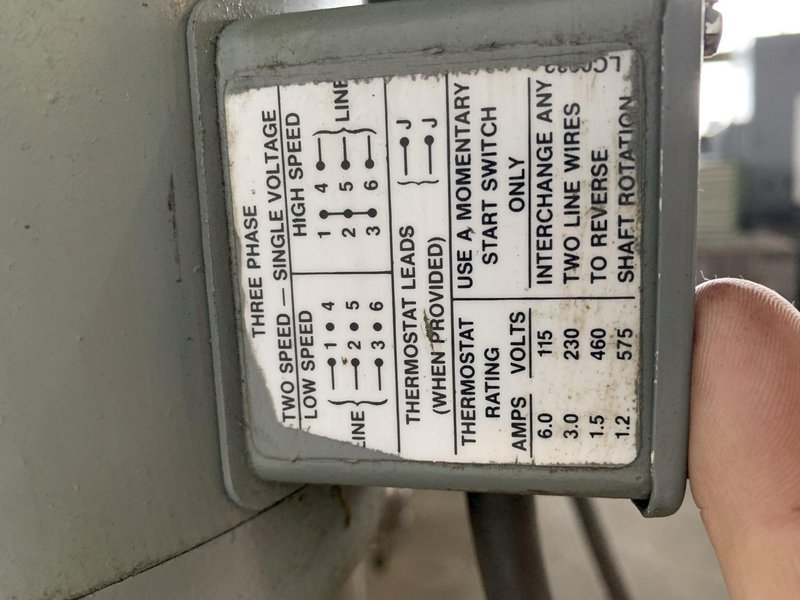 THREE PHASE
TWO SPEED — SINGLE VOLTAGE
LOW SPEED
1 4
2 5
3 6
HIGH SPEED
1 4
2 5
3 6
LINE
THERMOSTAT LEADS
(WHEN PROVIDED)
J
J
THERMOSTAT
RATING
AMPS VOLTS
6.0 115
3.0 230
1.5 460
1.2 575
USE A MOMENTARY
START SWITCH
ONLY
INTERCHANGE ANY
TWO LINE WIRES
TO REVERSE
SHAFT ROTATION